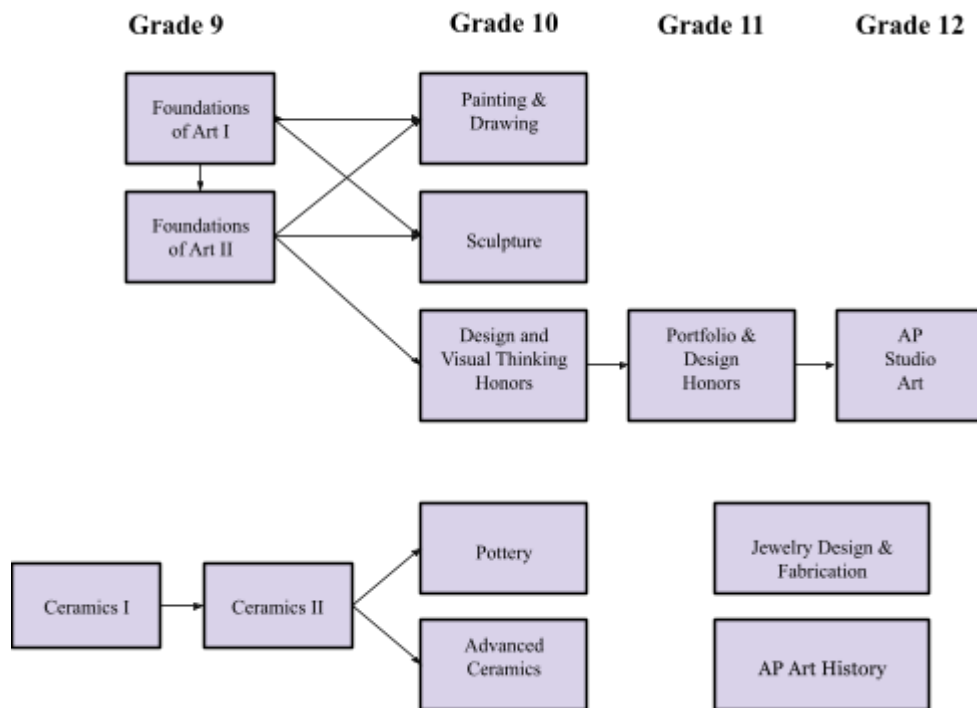 Grade 9 Grade 10 Grade 11 Grade 12
Foundations
of Art I
Painting &
Drawing
Foundations
of Art II
Sculpture
Design and
Visual Thinking
Honors
Portfolio &
Design
Honors
AP
Studio
Art
Pottery
Jewelry Design &
Fabrication
Ceramics I
Ceramics II
Advanced
Ceramics
AP Art History